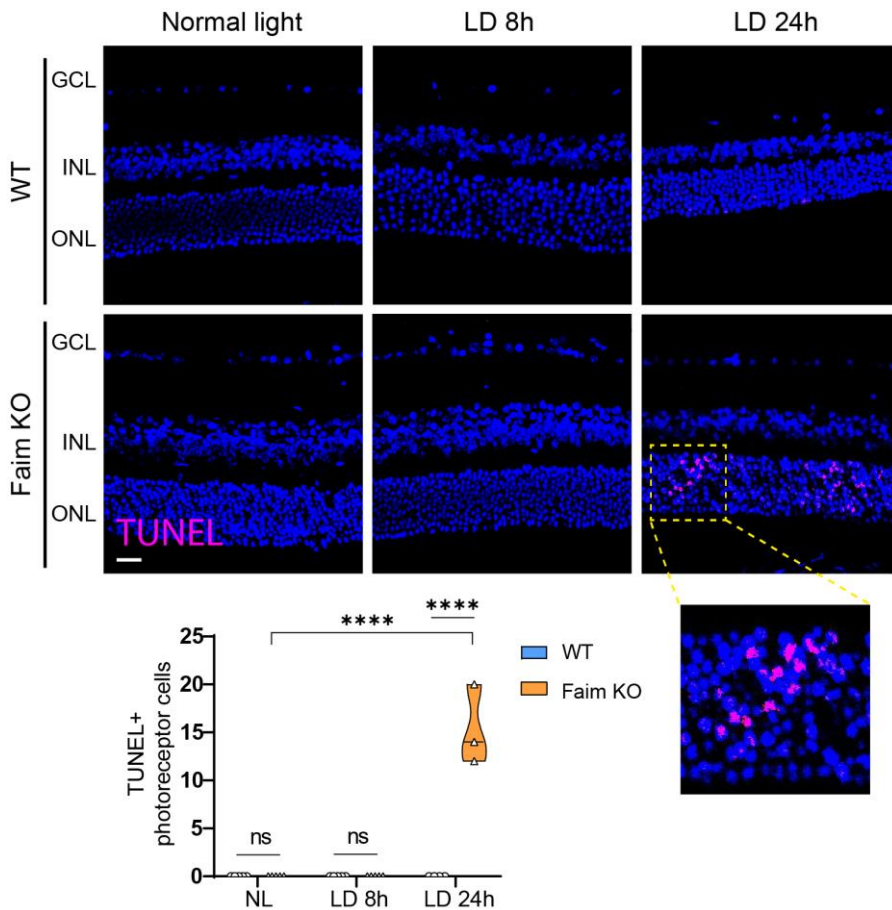 Normal light LD 8h LD 24h
WT
GCL
INL
ONL
Faim KO
GCL
INL
ONL
TUNEL
**** ****
TUNEL+
photoreceptor cells
25
20
15
10
5
0
ns ns
NL LD 8h LD 24h
WT
Faim KO